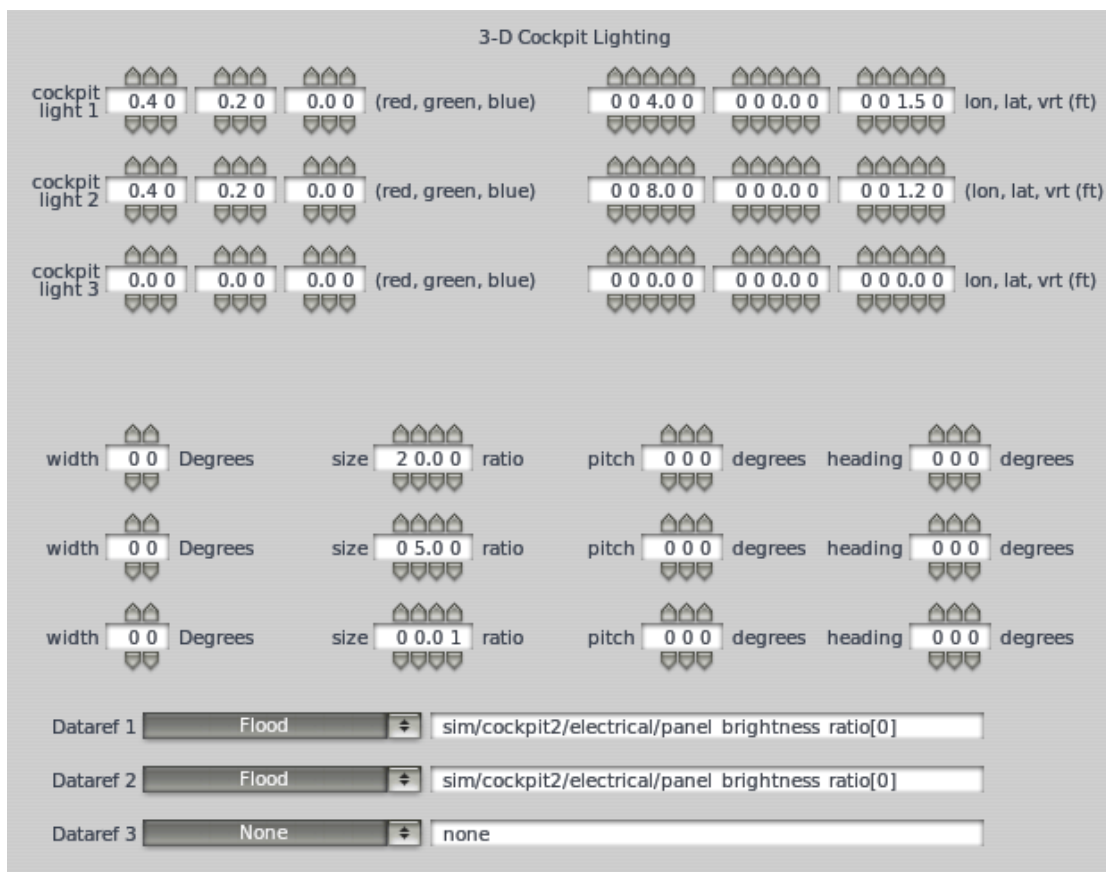 3-D Cockpit Lighting
cockpit light 1 0.4 0 0.2 0 0.0 0 (red, green, blue) 0 0 4.0 0 0 0 0.0 0 0 0 1.5 0 lon, lat, vrt (ft)
cockpit light 2 0.4 0 0.2 0 0.0 0 (red, green, blue) 0 0 8.0 0 0 0 0.0 0 0 0 1.2 0 (lon, lat, vrt (ft)
cockpit light 3 0.0 0 0.0 0 0.0 0 (red, green, blue) 0 0 0.0 0 0 0 0.0 0 0 0 0.0 0 lon, lat, vrt (ft)
width 0 0 Degrees size 2 0.0 0 ratio pitch 0 0 0 degrees heading 0 0 0 degrees
width 0 0 Degrees size 0 5.0 0 ratio pitch 0 0 0 degrees heading 0 0 0 degrees
width 0 0 Degrees size 0 0.0 1 ratio pitch 0 0 0 degrees heading 0 0 0 degrees
Dataref 1 Flood sim/cockpit2/electrical/panel_brightness_ratio[0]
Dataref 2 Flood sim/cockpit2/electrical/panel_brightness_ratio[0]
Dataref 3 None none